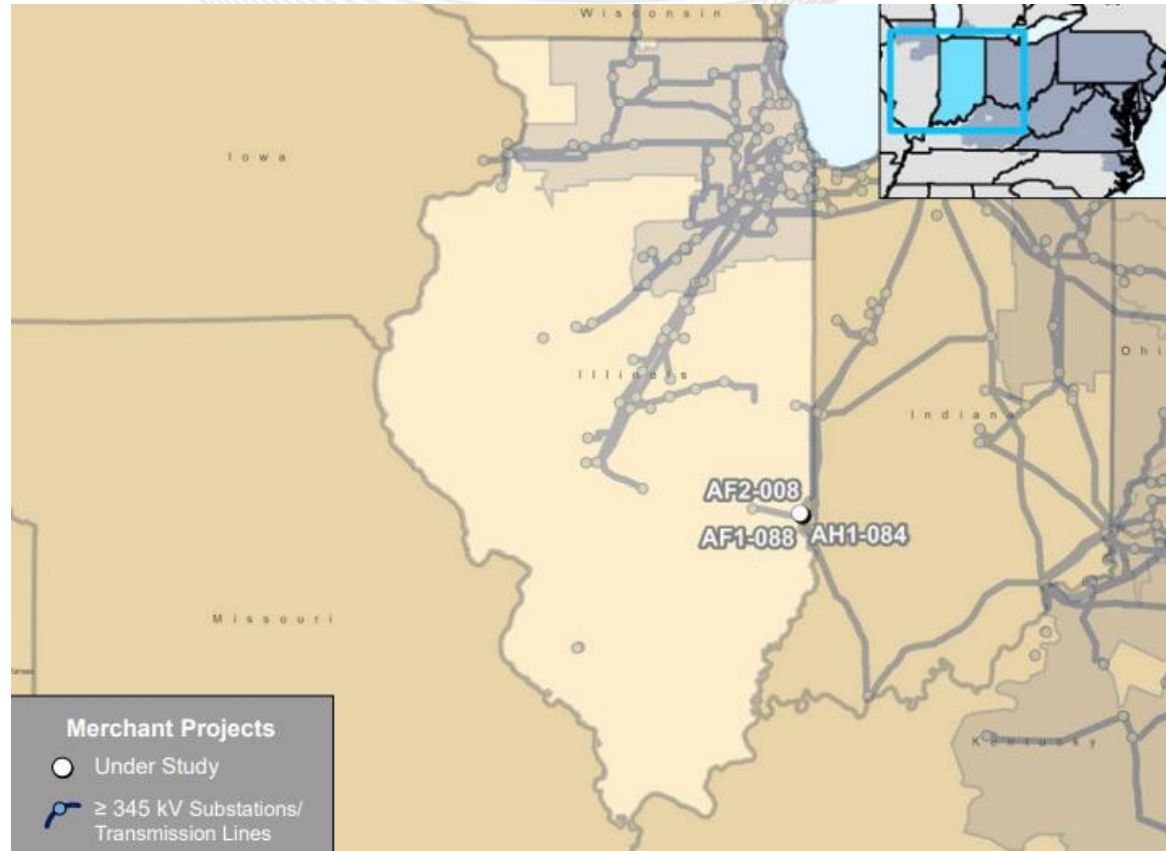 Wisconsin
Iowa
Illinois
Indiana
Ohi
AF2-008
AF1-088 AH1-084
Missouri
Kentucky
Merchant Projects
Under Study
≥ 345 kV Substations/
Transmission Lines